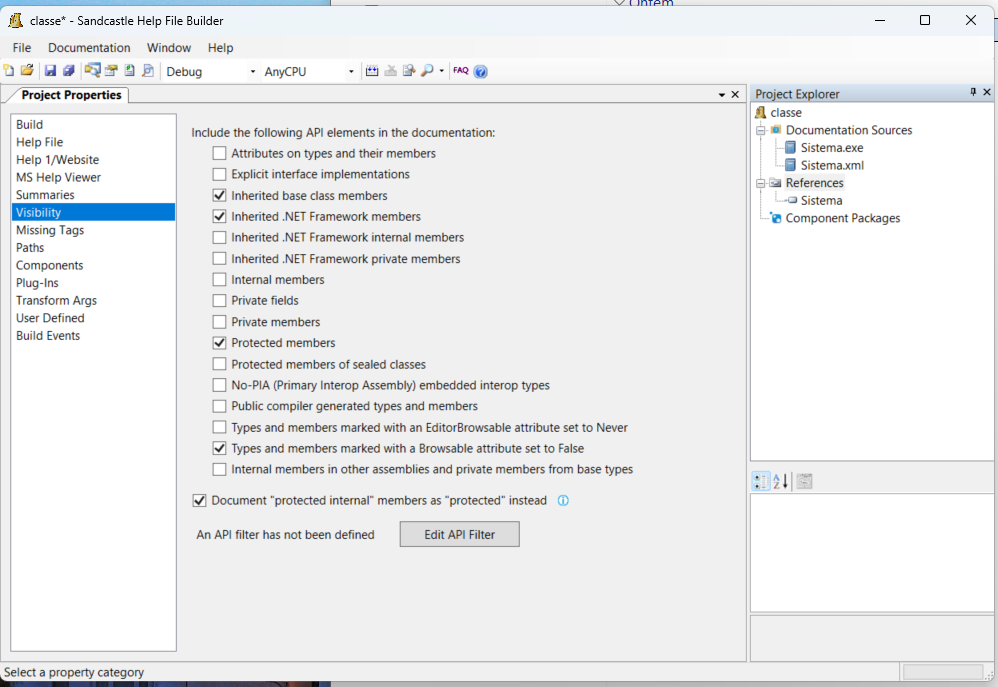 Ontem
classe* - Sandcastle Help File Builder
File Documentation Window Help
Debug AnyCPU FAQ
Project Properties
Build
Help File
Help 1/Website
MS Help Viewer
Summaries
Visibility
Missing Tags
Paths
Components
Plug-Ins
Transform Args
User Defined
Build Events
Include the following API elements in the documentation:
Attributes on types and their members
Explicit interface implementations
Inherited base class members
Inherited .NET Framework members
Inherited .NET Framework internal members
Inherited .NET Framework private members
Internal members
Private fields
Private members
Protected members
Protected members of sealed classes
No-PIA (Primary Interop Assembly) embedded interop types
Public compiler generated types and members
Types and members marked with an EditorBrowsable attribute set to Never
Types and members marked with a Browsable attribute set to False
Internal members in other assemblies and private members from base types
Document "protected internal" members as "protected" instead
An API filter has not been defined Edit API Filter
Project Explorer
classe
Documentation Sources
Sistema.exe
Sistema.xml
References
Sistema
Component Packages
Select a property category